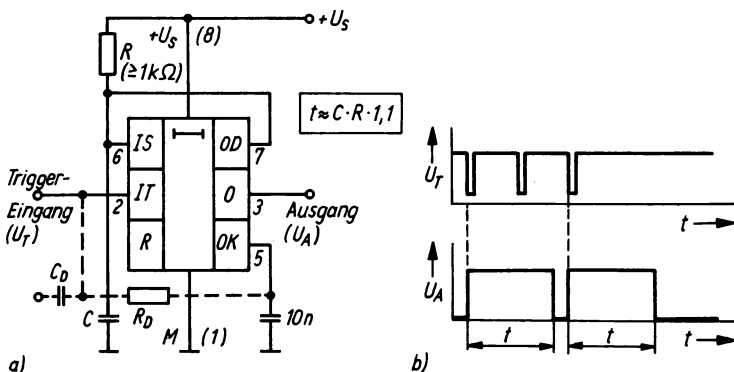 +U_S (8)
+U_S
R
(≥1kΩ)
t≈C·R·1,1
6
IS
OD
7
Trigger-
Eingang
(U_T)
2
IT
O
3
Ausgang
(U_A)
R
OK
5
C_D
R_D
C
M (1)
10n
a)
U_T
t
U_A
t
t
t
b)